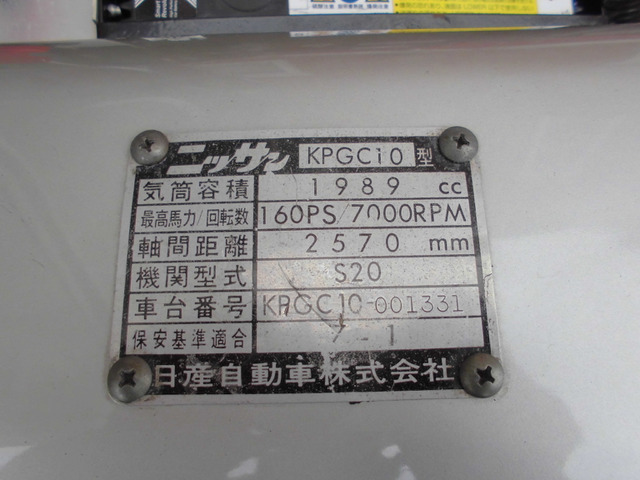 ニッサン KPGC10 型
気筒容積 1989 cc
最高馬力/回転数 160PS/7000RPM
軸間距離 2570 mm
機関型式 S20
車台番号 KPGC10-001331
保安基準適合 7-1
日産自動車株式会社